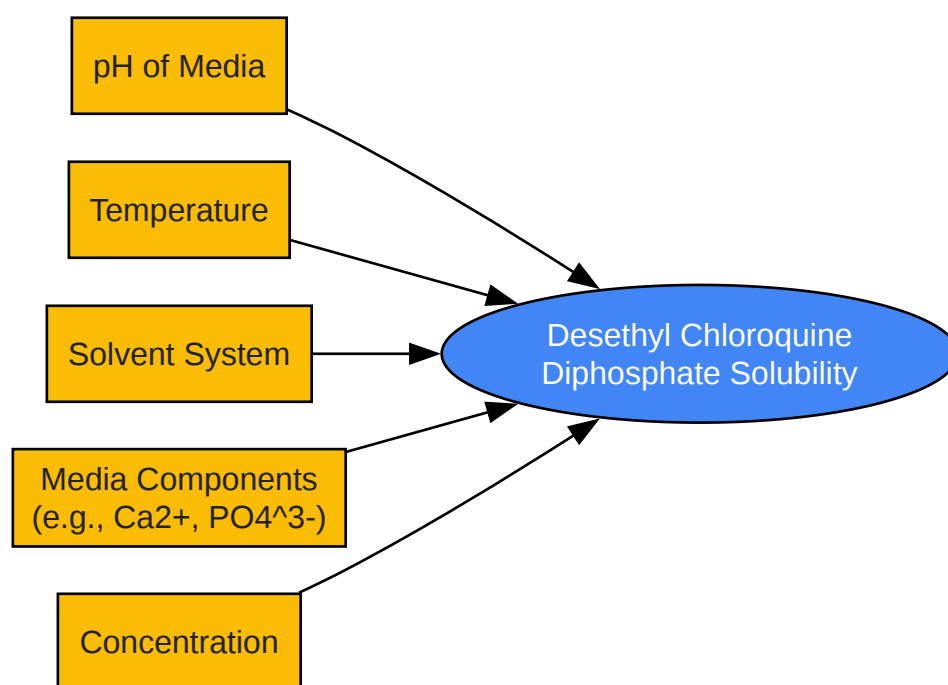 pH of Media
Temperature
Solvent System
Media Components
(e.g., Ca2+, PO4^3-)
Concentration
Desethyl Chloroquine
Diphosphate Solubility